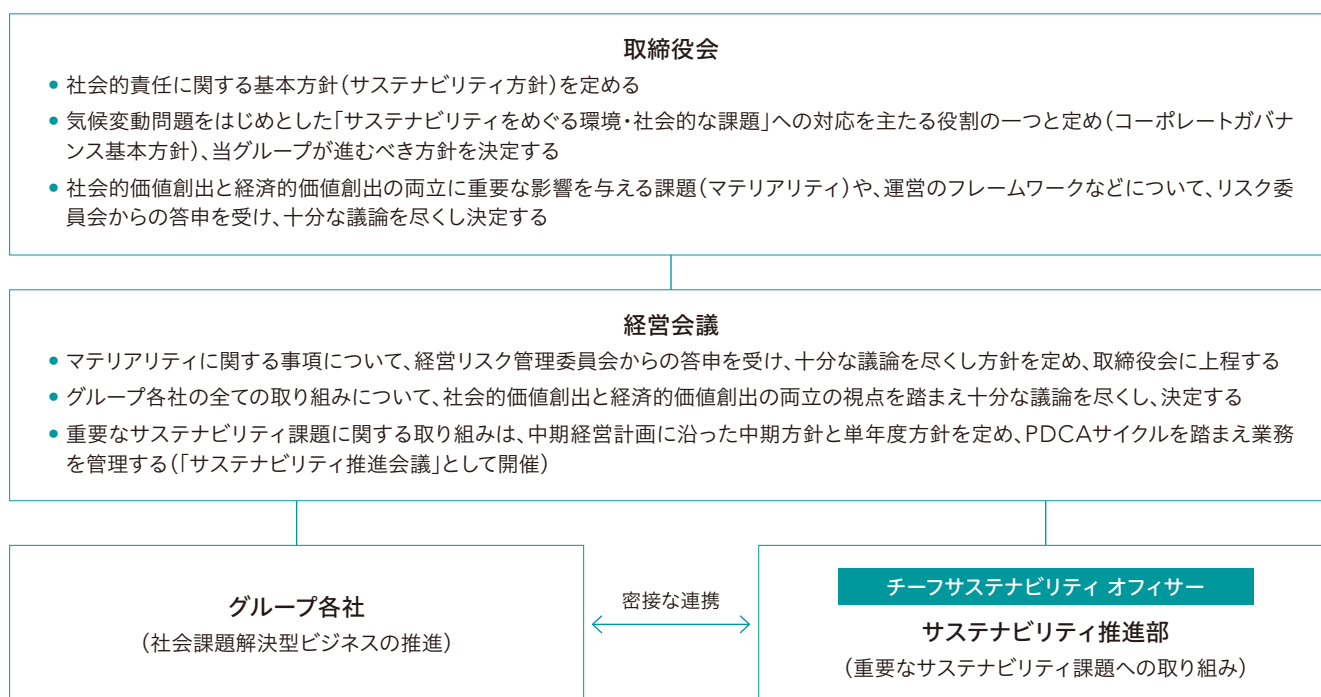 取締役会
● 社会的責任に関する基本方針（サステナビリティ方針）を定める
● 気候変動問題をはじめとした「サステナビリティをめぐる環境・社会的な課題」への対応を主たる役割の一つと定め（コーポレートガバナ
ンス基本方針）、当グループが進むべき方針を決定する
● 社会的価値創出と経済的価値創出の両立に重要な影響を与える課題（マテリアリティ）や、運営のフレームワークなどについて、リスク委
員会からの答申を受け、十分な議論を尽くし決定する
経営会議
● マテリアリティに関する事項について、経営リスク管理委員会からの答申を受け、十分な議論を尽くし方針を定め、取締役会に上程する
● グループ各社の全ての取り組みについて、社会的価値創出と経済的価値創出の両立の視点を踏まえ十分な議論を尽くし、決定する
● 重要なサステナビリティ課題に関する取り組みは、中期経営計画に沿った中期方針と単年度方針を定め、PDCAサイクルを踏まえ業務
を管理する（「サステナビリティ推進会議」として開催）
グループ各社
（社会課題解決型ビジネスの推進）
密接な連携
チーフサステナビリティ オフィサー
サステナビリティ推進部
（重要なサステナビリティ課題への取り組み）